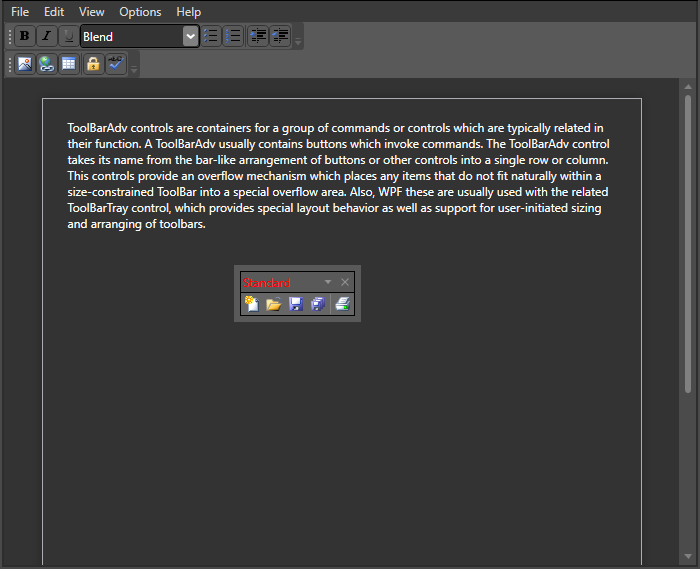 File Edit View Options Help
B I U Blend
ToolBarAdv controls are containers for a group of commands or controls which are typically related in
their function. A ToolBarAdv usually contains buttons which invoke commands. The ToolBarAdv control
takes its name from the bar-like arrangement of buttons or other controls into a single row or column.
This controls provide an overflow mechanism which places any items that do not fit naturally within a
size-constrained ToolBar into a special overflow area. Also, WPF these are usually used with the related
ToolBarTray control, which provides special layout behavior as well as support for user-initiated sizing
and arranging of toolbars.
Standard